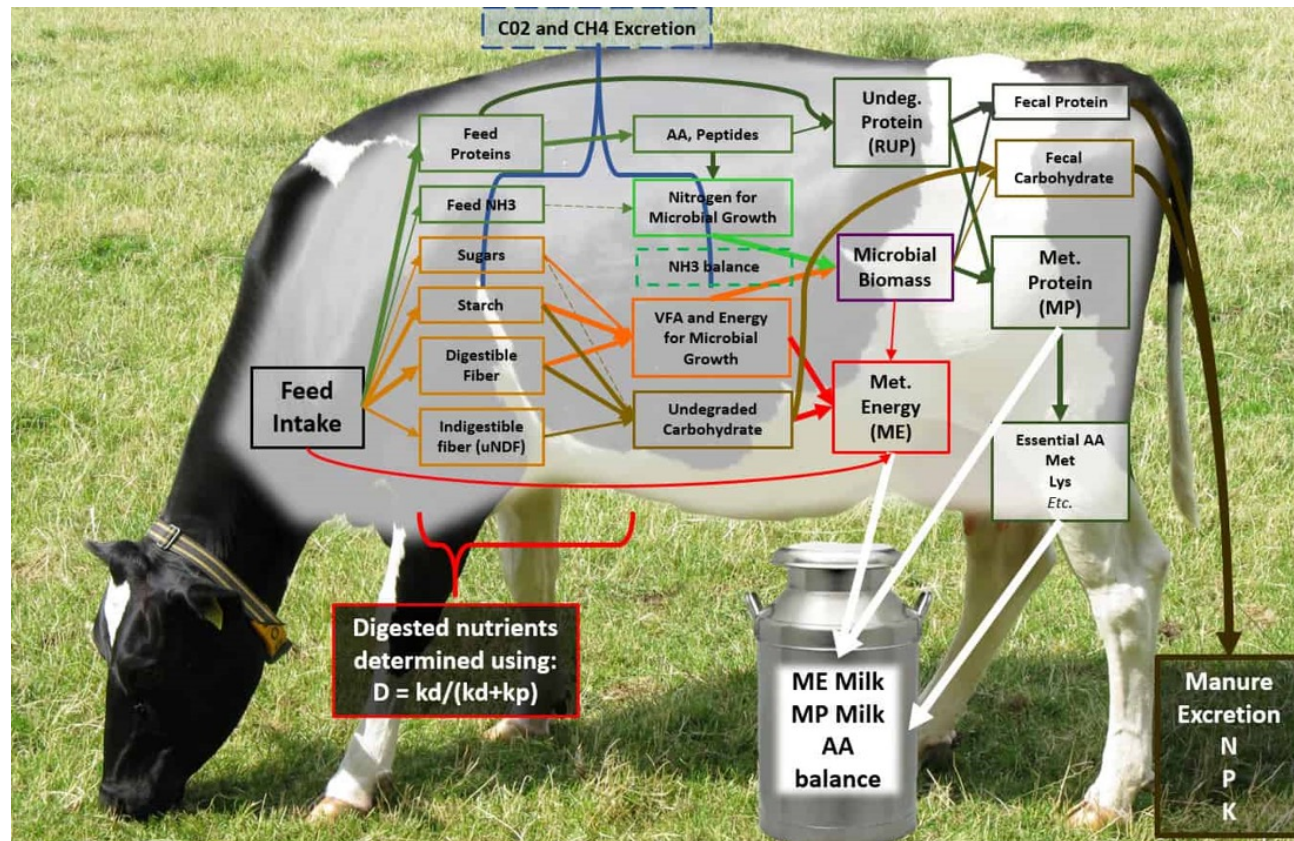 C02 and CH4 Excretion
Feed
Proteins
AA, Peptides
Undeg.
Protein
(RUP)
Fecal Protein
Fecal
Carbohydrate
Feed NH3
Nitrogen for
Microbial Growth
Sugars
NH3 balance
Microbial
Biomass
Met.
Protein
(MP)
Starch
VFA and Energy
for Microbial
Growth
Digestible
Fiber
Feed
Intake
Indigestible
fiber (uNDF)
Undegraded
Carbohydrate
Met.
Energy
(ME)
Essential AA
Met
Lys
Etc.
Digested nutrients
determined using:
D = kd/(kd+kp)
ME Milk
MP Milk
AA
balance
Manure
Excretion
N
P
K